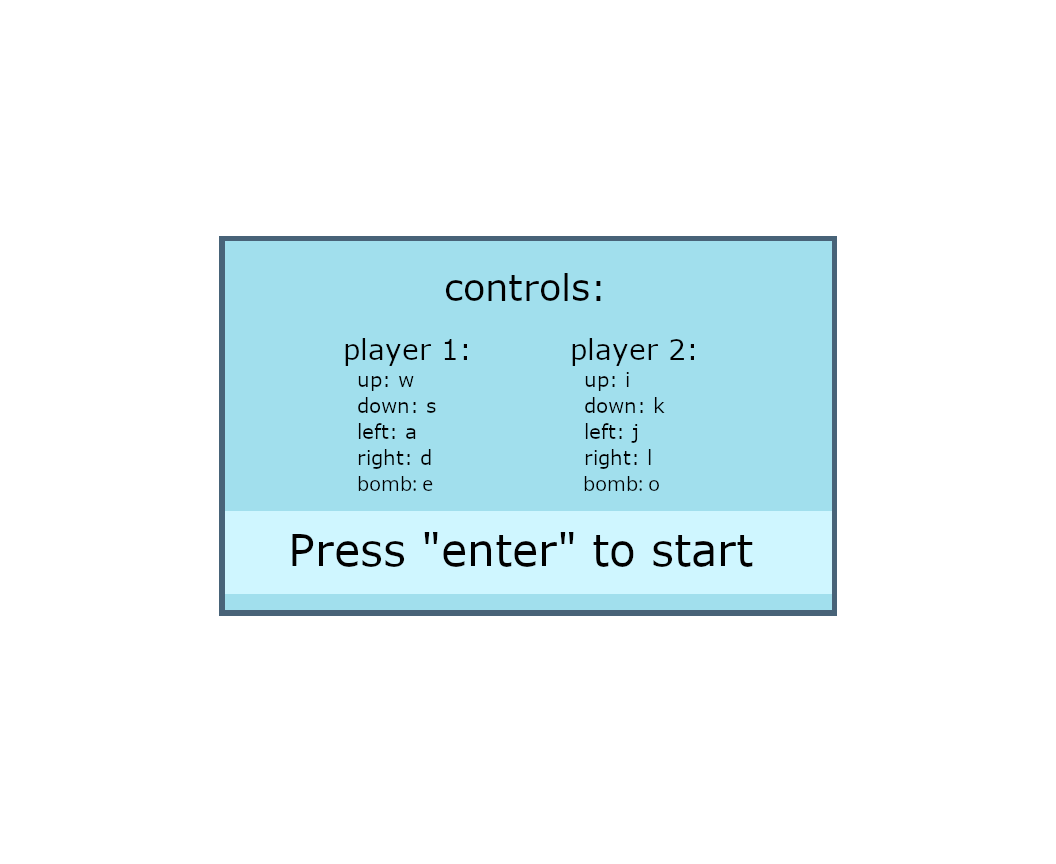 controls:
player 1:
up: w
down: s
left: a
right: d
bomb: e
player 2:
up: i
down: k
left: j
right: l
bomb: o
Press "enter" to start